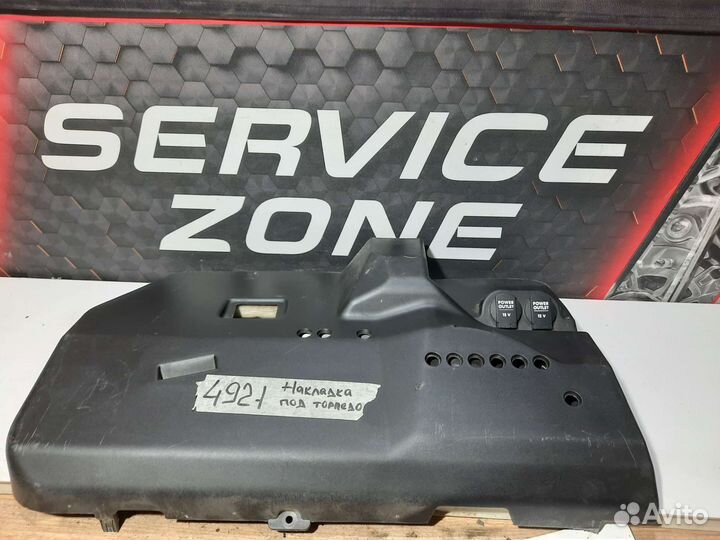 SERVICE
ZONE
POWER
OUTLET
12 V
POWER
OUTLET
12 V
4921 Накладка
под торпедо
Avito